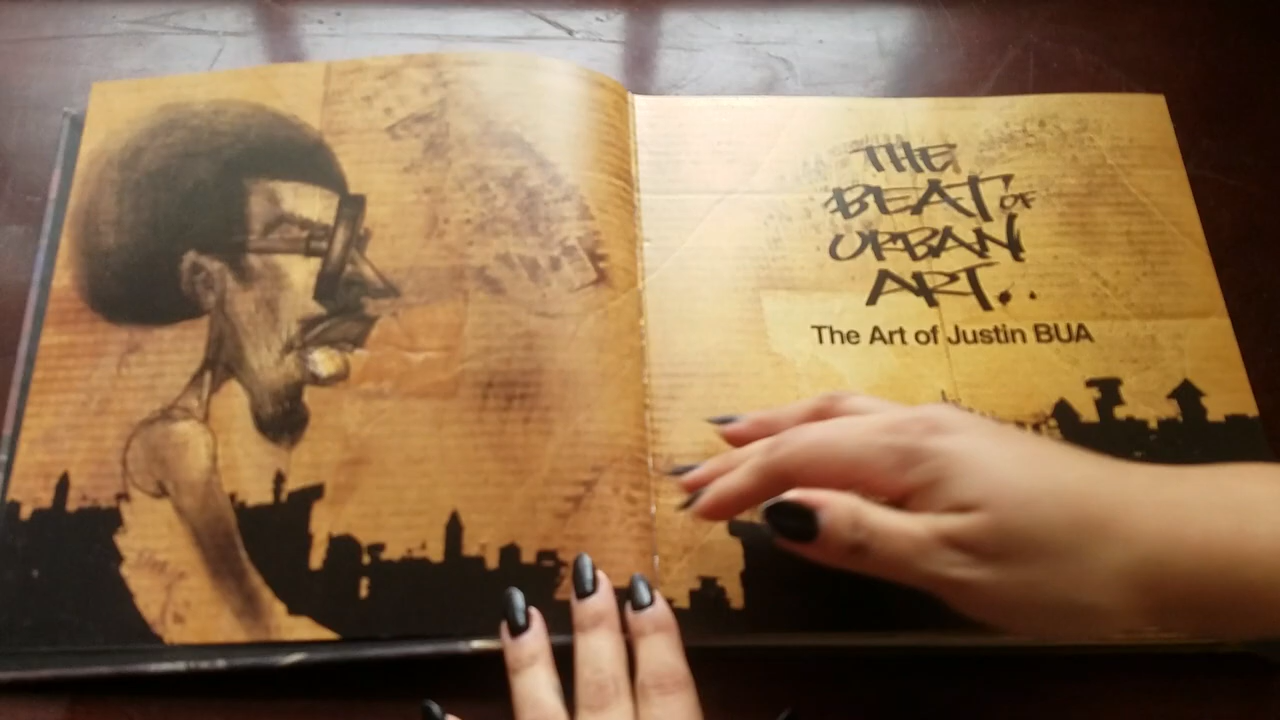 THE
BEAT OF
URBAN
ART..
The Art of Justin BUA